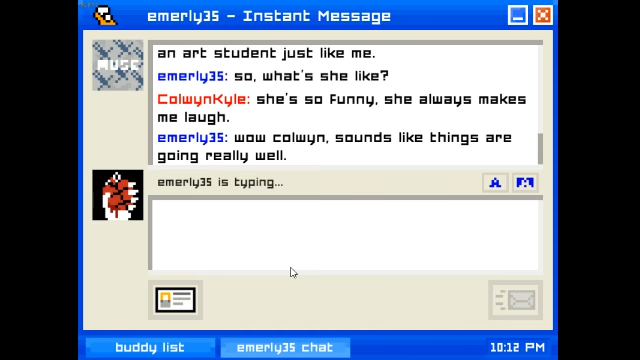 emerly35 - Instant Message
an art student just like me.
emerly35: so, what's she like?
ColwynKyle: she's so funny, she always makes
me laugh.
emerly35: wow colwyn, sounds like things are
going really well.
MUSE
emerly35 is typing...
A
buddy list
emerly35 chat
10:12 PM